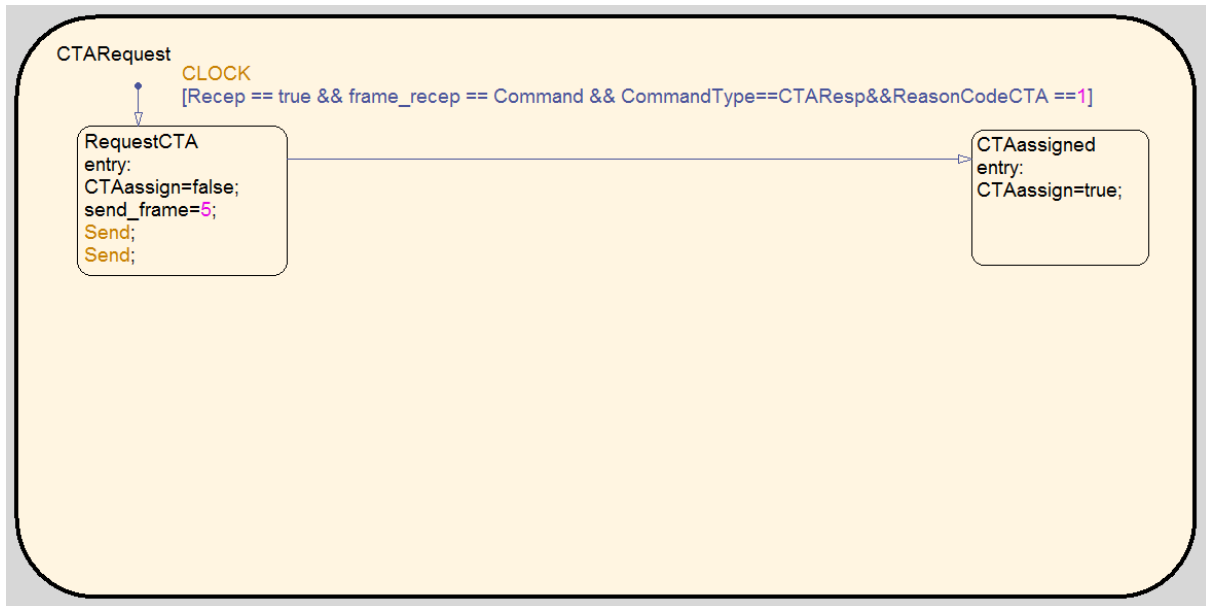 CTARequest
CLOCK
[Recep == true && frame_recep == Command && CommandType==CTAResp&&ReasonCodeCTA ==1]
RequestCTA
entry:
CTAassign=false;
send_frame=5;
Send;
Send;
CTAassigned
entry:
CTAassign=true;